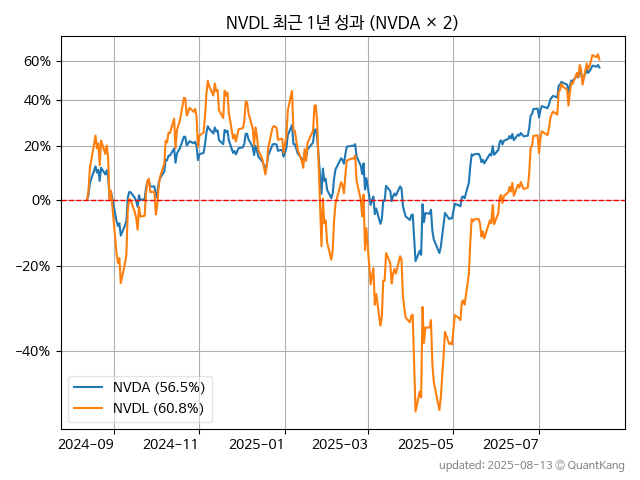 NVDL 최근 1년 성과 (NVDA × 2)
60%
40%
20%
0%
−20%
−40%
NVDA (56.5%)
NVDL (60.8%)
2024-09 2024-11 2025-01 2025-03 2025-05 2025-07
updated: 2025-08-13 © QuantKang